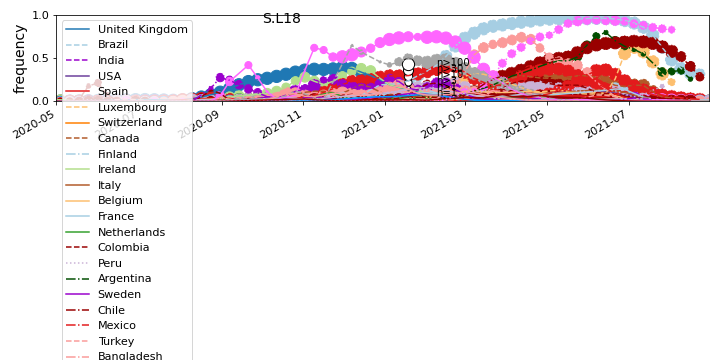 S.L18
frequency
1.0
0.5
0.0
2020-05
2020-09
2020-11
2021-01
2021-03
2021-05
2021-07
United Kingdom
Brazil
India
USA
Spain
Luxembourg
Switzerland
Canada
Finland
Ireland
Italy
Belgium
France
Netherlands
Colombia
Peru
Argentina
Sweden
Chile
Mexico
Turkey
Bangladesh
>100